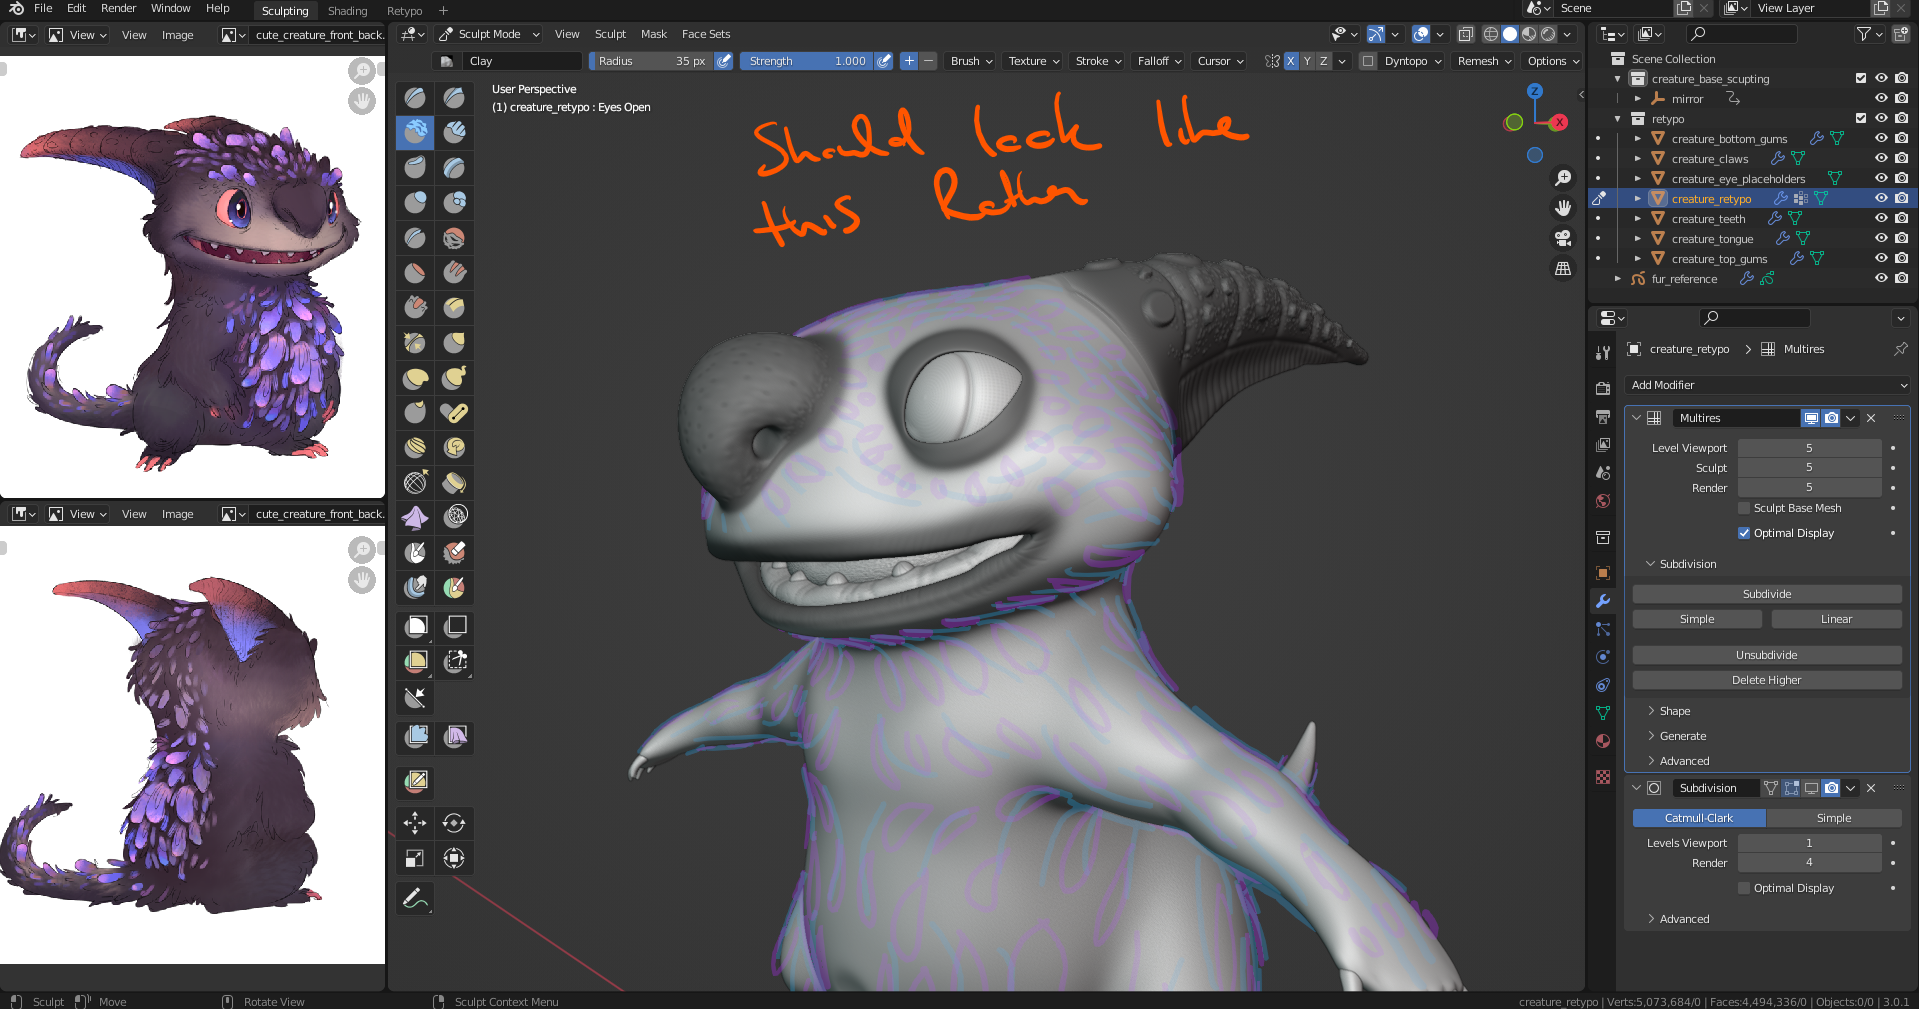 File Edit Render Window Help Sculpting Shading Retypo + Scene View Layer
View View Image cute_creature_front_back.
Sculpt Mode View Sculpt Mask Face Sets
Clay Radius 35 px Strength 1.000 + − Brush Texture Stroke Falloff Cursor X Y Z Dyntopo Remesh Options
User Perspective
(1) creature_retypo : Eyes Open
Should look like
this Rather
Z
X
View View Image cute_creature_front_back.
Scene Collection
creature_base_scupting
mirror
retypo
creature_bottom_gums
creature_claws
creature_eye_placeholders
creature_retypo
creature_teeth
creature_tongue
creature_top_gums
fur_reference
creature_retypo > Multires
Add Modifier
Multires
Level Viewport 5
Sculpt 5
Render 5
Sculpt Base Mesh
Optimal Display
Subdivision
Subdivide
Simple Linear
Unsubdivide
Delete Higher
Shape
Generate
Advanced
Subdivision
Catmull-Clark Simple
Levels Viewport 1
Render 4
Optimal Display
Advanced
Sculpt Move Rotate View Sculpt Context Menu creature_retypo | Verts:5,073,684/0 | Faces:4,494,336/0 | Objects:0/0 | 3.0.1